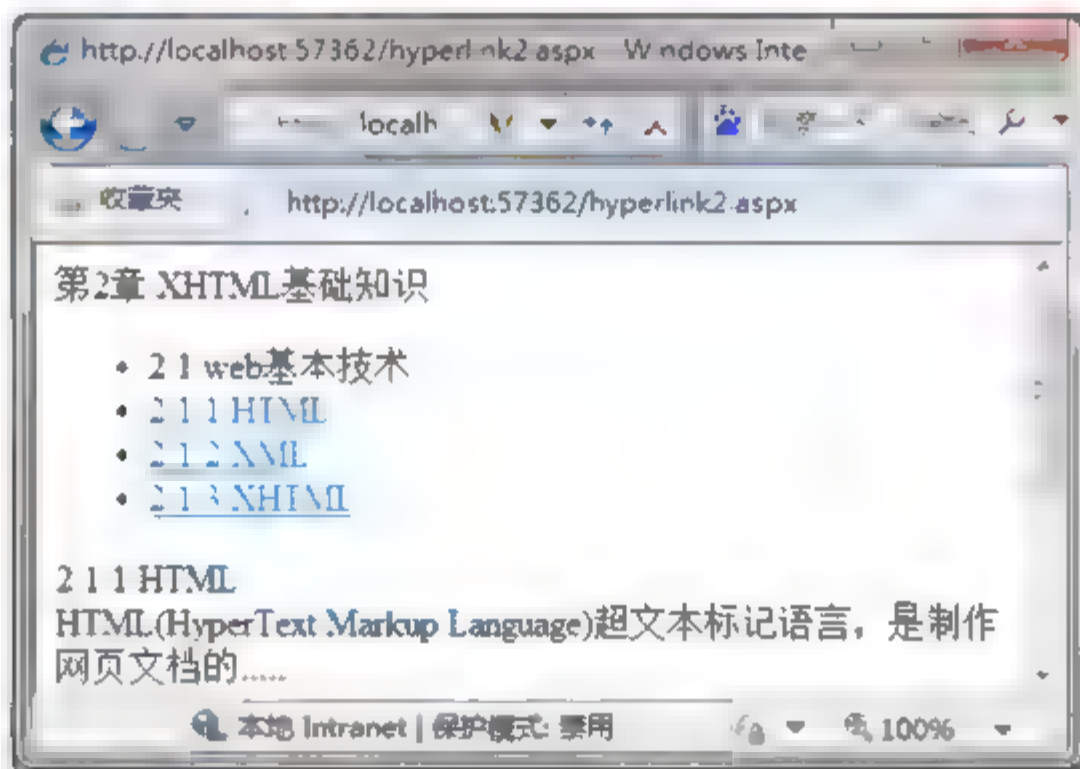 http://localhost:57362/hyperlink2.aspx Windows Inte
localh
收藏夹 http://localhost:57362/hyperlink2.aspx
第2章 XHTML基础知识
• 2 1 web基本技术
• 2 1 1 HTML
• 2 1 2 XML
• 2 1 3 XHTML
2 1 1 HTML
HTML(HyperText Markup Language)超文本标记语言，是制作
网页文档的.....
本地 Intranet | 保护模式: 禁用 100%